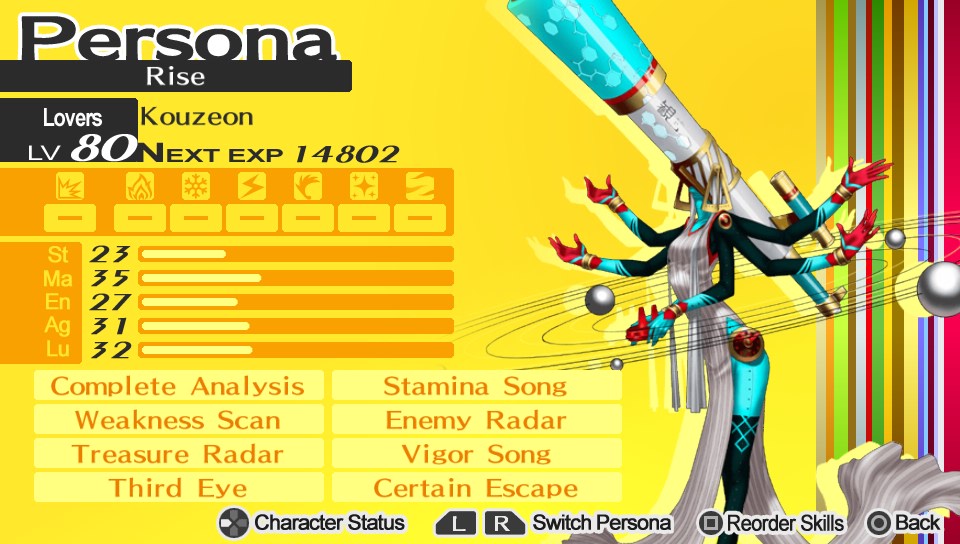 Persona
Rise
Lovers Kouzeon
LV 80 NEXT EXP 14802
— — — — — — —
St 23
Ma 35
En 27
Ag 31
Lu 32
Complete Analysis Stamina Song
Weakness Scan Enemy Radar
Treasure Radar Vigor Song
Third Eye Certain Escape
Character Status L R Switch Persona Reorder Skills Back